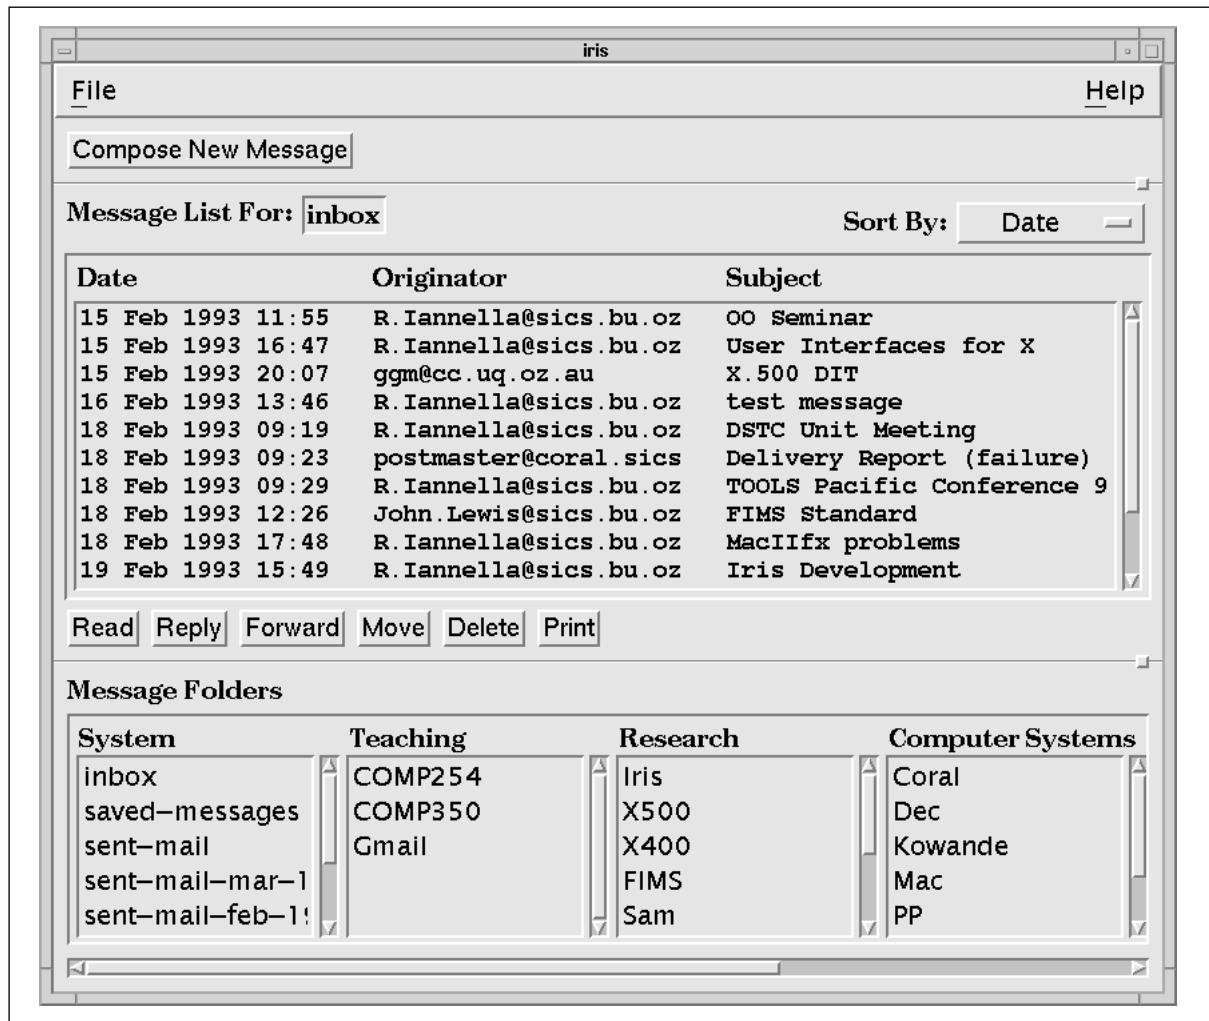 iris
File Help
Compose New Message
Message List For: inbox Sort By: Date
Date Originator Subject
15 Feb 1993 11:55 R.Iannella@sics.bu.oz OO Seminar
15 Feb 1993 16:47 R.Iannella@sics.bu.oz User Interfaces for X
15 Feb 1993 20:07 ggm@cc.uq.oz.au X.500 DIT
16 Feb 1993 13:46 R.Iannella@sics.bu.oz test message
18 Feb 1993 09:19 R.Iannella@sics.bu.oz DSTC Unit Meeting
18 Feb 1993 09:23 postmaster@coral.sics Delivery Report (failure)
18 Feb 1993 09:29 R.Iannella@sics.bu.oz TOOLS Pacific Conference 9
18 Feb 1993 12:26 John.Lewis@sics.bu.oz FIMS Standard
18 Feb 1993 17:48 R.Iannella@sics.bu.oz MacIIfx problems
19 Feb 1993 15:49 R.Iannella@sics.bu.oz Iris Development
Read Reply Forward Move Delete Print
Message Folders
System Teaching Research Computer Systems
inbox COMP254 Iris Coral
saved-messages COMP350 X500 Dec
sent-mail Gmail X400 Kowande
sent-mail-mar-1 FIMS Mac
sent-mail-feb-19 Sam PP